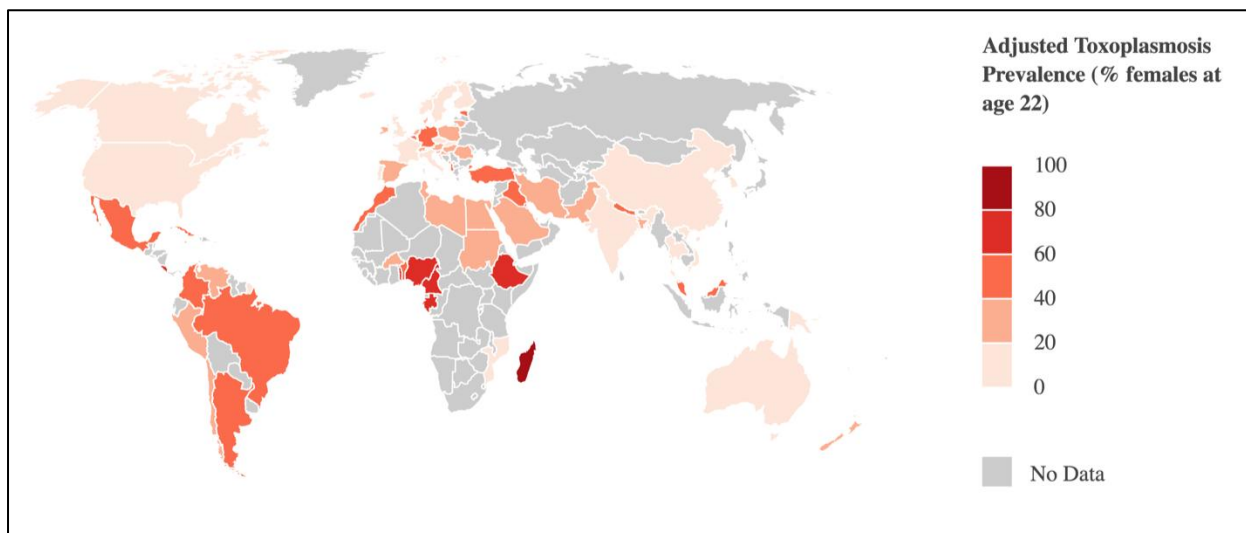 Adjusted Toxoplasmosis
Prevalence (% females at
age 22)
100
80
60
40
20
0
No Data